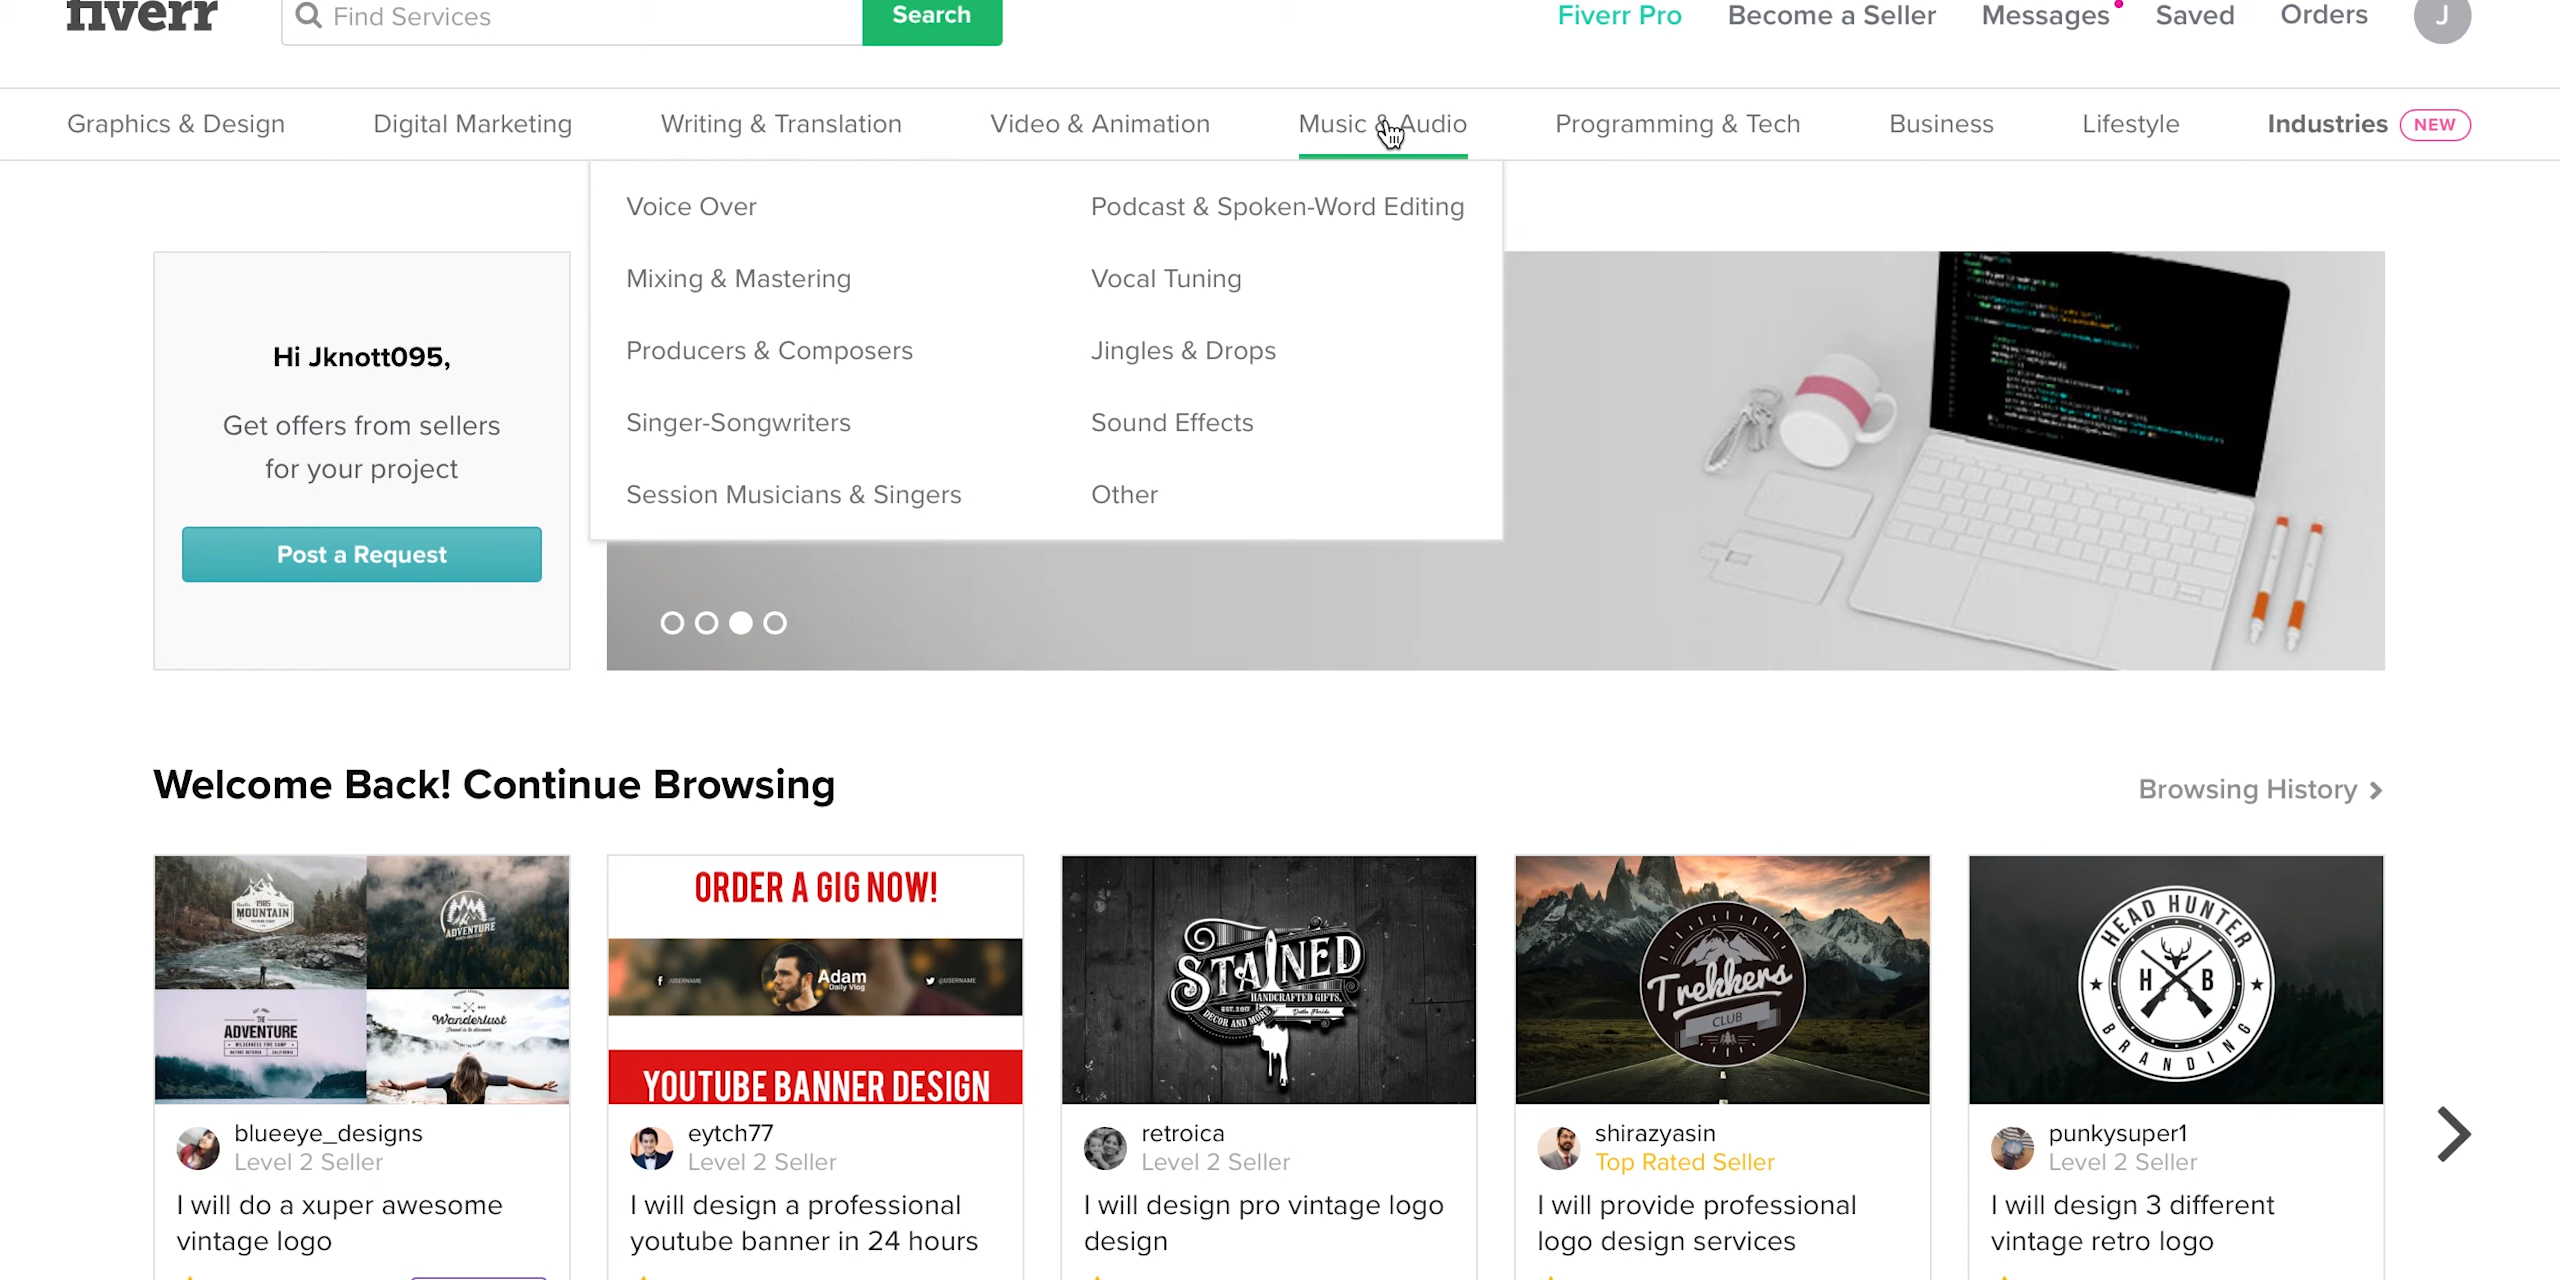 fiverr
Find Services
Search
Fiverr Pro
Become a Seller
Messages
Saved
Orders
J
Graphics & Design
Digital Marketing
Writing & Translation
Video & Animation
Music & Audio
Programming & Tech
Business
Lifestyle
Industries NEW
Voice Over
Podcast & Spoken-Word Editing
Mixing & Mastering
Vocal Tuning
Producers & Composers
Jingles & Drops
Singer-Songwriters
Sound Effects
Session Musicians & Singers
Other
Hi Jknott095,
Get offers from sellers
for your project
Post a Request
Welcome Back! Continue Browsing
Browsing History
1985
MOUNTAIN
ADVENTURE
THE
ADVENTURE
Wanderlust
blueeye_designs
Level 2 Seller
I will do a xuper awesome
vintage logo
ORDER A GIG NOW!
/USERNAME
Adam
Daily Vlog
@USERNAME
YOUTUBE BANNER DESIGN
eytch77
Level 2 Seller
I will design a professional
youtube banner in 24 hours
STAINED
HANDCRAFTED GIFTS,
DECOR AND MORE
retroica
Level 2 Seller
I will design pro vintage logo
design
Trekkers
CLUB
shirazyasin
Top Rated Seller
I will provide professional
logo design services
HEAD HUNTER
H B
BRANDING
punkysuper1
Level 2 Seller
I will design 3 different
vintage retro logo